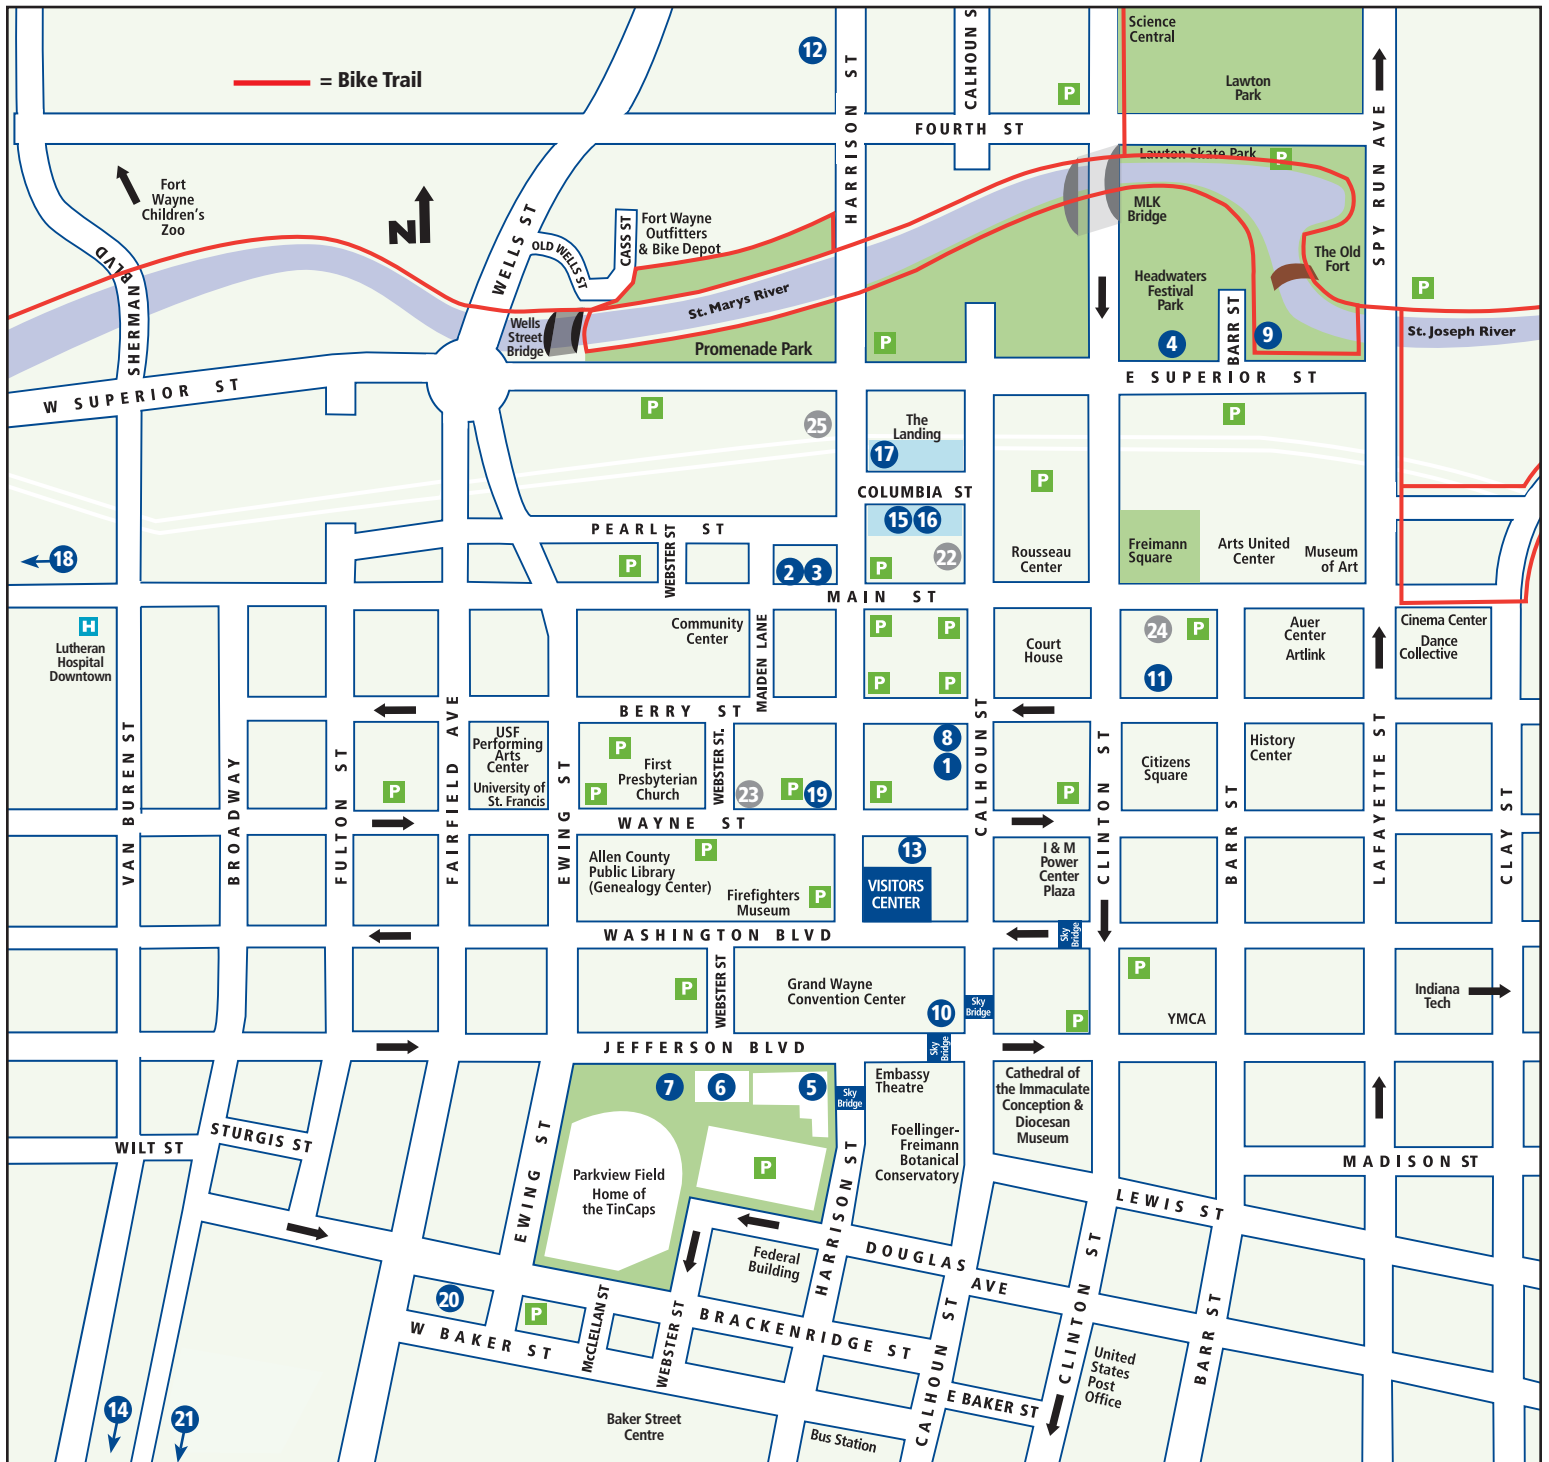 Science
Central
CALHOUN S
12
= Bike Trail
HARRISON ST
P
Lawton
Park
SPY RUN AVE
FOURTH ST
Lawton Skate Park
P
Fort
Wayne
Children's
Zoo
N
WELLS ST
CASS ST
OLD WELLS ST
Fort Wayne
Outfitters
& Bike Depot
MLK
Bridge
The Old
Fort
SHERMAN BLVD
Headwaters
Festival
Park
P
St. Marys River
BARR ST
Wells
Street
Bridge
Promenade Park
P
4
9
St. Joseph River
W SUPERIOR ST
E SUPERIOR ST
P
25
The
Landing
17
P
P
COLUMBIA ST
15
16
PEARL ST
WEBSTER ST
18
P
2
3
22
P
Rousseau
Center
Freimann
Square
Arts United
Center
Museum
of Art
MAIN ST
H
Lutheran
Hospital
Downtown
Community
Center
MAIDEN LANE
P
P
P
P
Court
House
24
P
11
Auer
Center
Artlink
Cinema Center
Dance
Collective
BERRY ST
VAN BUREN ST
BROADWAY
FULTON ST
FAIRFIELD AVE
EWING ST
CALHOUN ST
CLINTON ST
BARR ST
LAFAYETTE ST
CLAY ST
P
USF
Performing
Arts
Center
University of
St. Francis
P
P
First
Presbyterian
Church
WEBSTER ST.
23
P
19
8
1
P
P
Citizens
Square
History
Center
WAYNE ST
Allen County
Public Library
(Genealogy Center)
P
Firefighters
Museum
P
13
VISITORS
CENTER
I & M
Power
Center
Plaza
WASHINGTON BLVD
Sky
Bridge
P
WEBSTER ST
Grand Wayne
Convention Center
10
Sky
Bridge
P
P
YMCA
Indiana
Tech
JEFFERSON BLVD
Sky
Bridge
7
6
5
Sky
Bridge
Embassy
Theatre
Foellinger-
Freimann
Botanical
Conservatory
Cathedral of
the Immaculate
Conception &
Diocesan
Museum
WILT ST
STURGIS ST
EWING ST
Parkview Field
Home of
the TinCaps
P
HARRISON ST
MADISON ST
LEWIS ST
DOUGLAS AVE
Federal
Building
20
P
McCLELLAN ST
WEBSTER ST
BRACKENRIDGE ST
W BAKER ST
CALHOUN ST
CLINTON ST
BARR ST
United
States
Post
Office
E BAKER ST
14
21
Baker Street
Centre
Bus Station